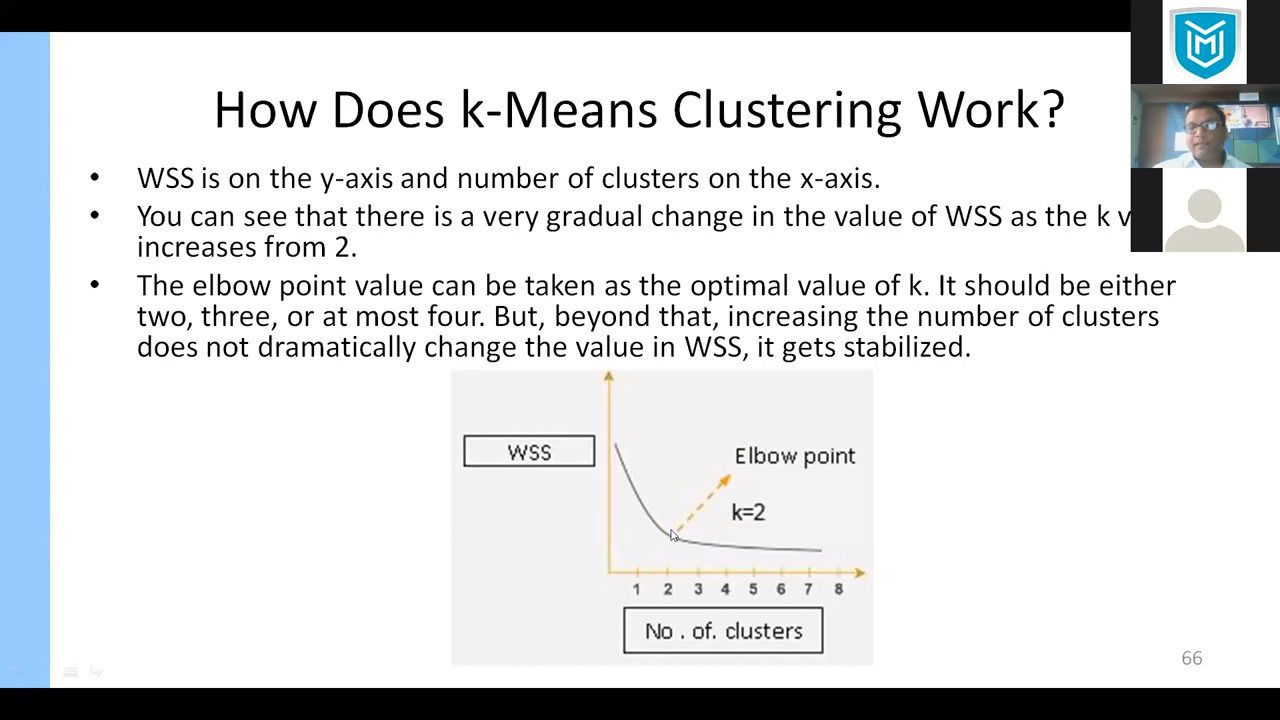 How Does k-Means Clustering Work?
• WSS is on the y-axis and number of clusters on the x-axis.
• You can see that there is a very gradual change in the value of WSS as the k
increases from 2.
• The elbow point value can be taken as the optimal value of k. It should be either
two, three, or at most four. But, beyond that, increasing the number of clusters
does not dramatically change the value in WSS, it gets stabilized.
WSS
Elbow point
k=2
1 2 3 4 5 6 7 8
No . of. clusters
66